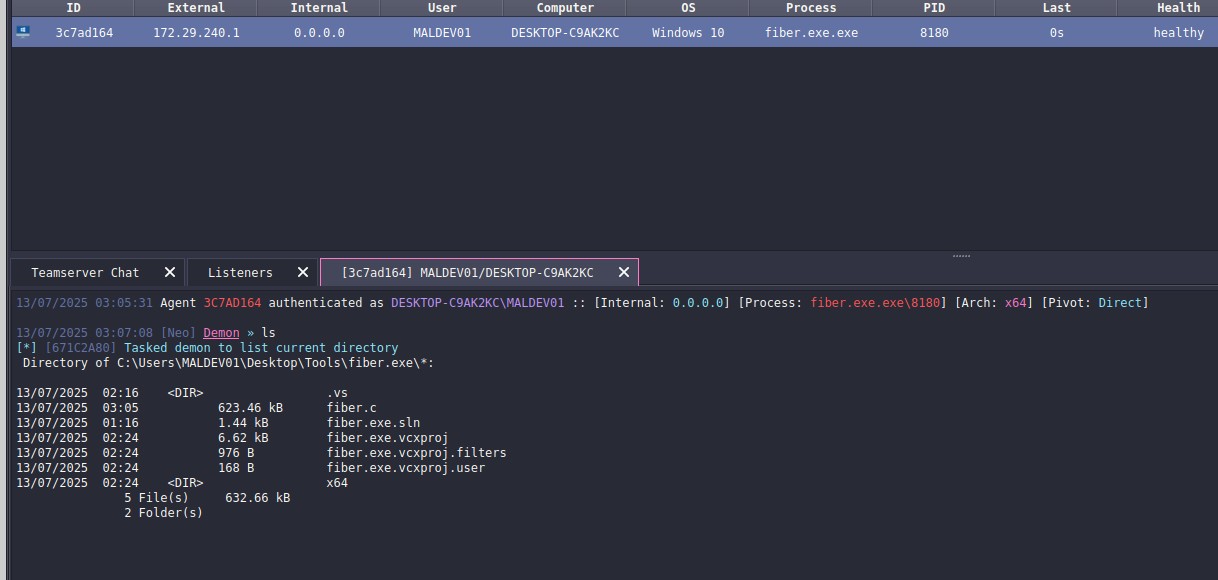 ID External Internal User Computer OS Process PID Last Health
3c7ad164 172.29.240.1 0.0.0.0 MALDEV01 DESKTOP-C9AK2KC Windows 10 fiber.exe.exe 8180 0s healthy
Teamserver Chat Listeners [3c7ad164] MALDEV01/DESKTOP-C9AK2KC
13/07/2025 03:05:31 Agent 3C7AD164 authenticated as DESKTOP-C9AK2KC\MALDEV01 :: [Internal: 0.0.0.0] [Process: fiber.exe.exe\8180] [Arch: x64] [Pivot: Direct]
13/07/2025 03:07:08 [Neo] Demon » ls
[*] [671C2A80] Tasked demon to list current directory
Directory of C:\Users\MALDEV01\Desktop\Tools\fiber.exe\*:
13/07/2025 02:16 <DIR> .vs
13/07/2025 03:05 623.46 kB fiber.c
13/07/2025 01:16 1.44 kB fiber.exe.sln
13/07/2025 02:24 6.62 kB fiber.exe.vcxproj
13/07/2025 02:24 976 B fiber.exe.vcxproj.filters
13/07/2025 02:24 168 B fiber.exe.vcxproj.user
13/07/2025 02:24 <DIR> x64
5 File(s) 632.66 kB
2 Folder(s)